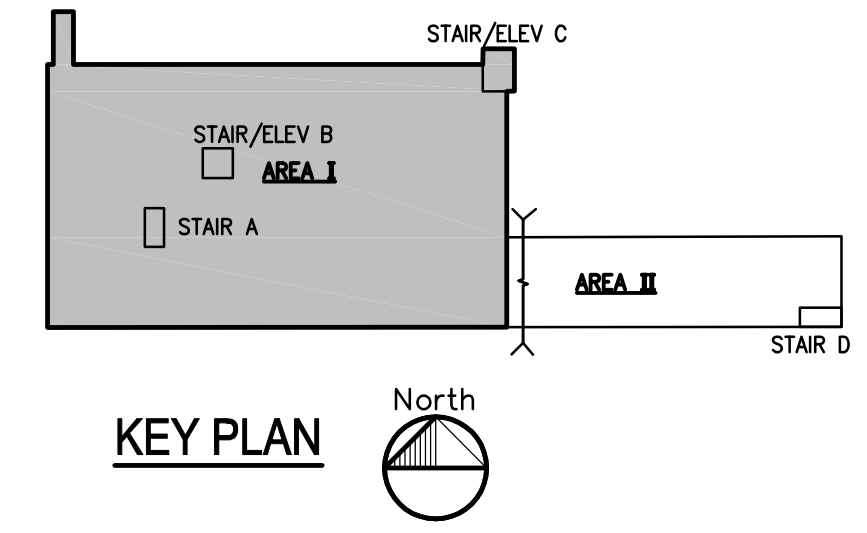 STAIR/ELEV C
STAIR/ELEV B
AREA I
STAIR A
AREA II
STAIR D
North
KEY PLAN